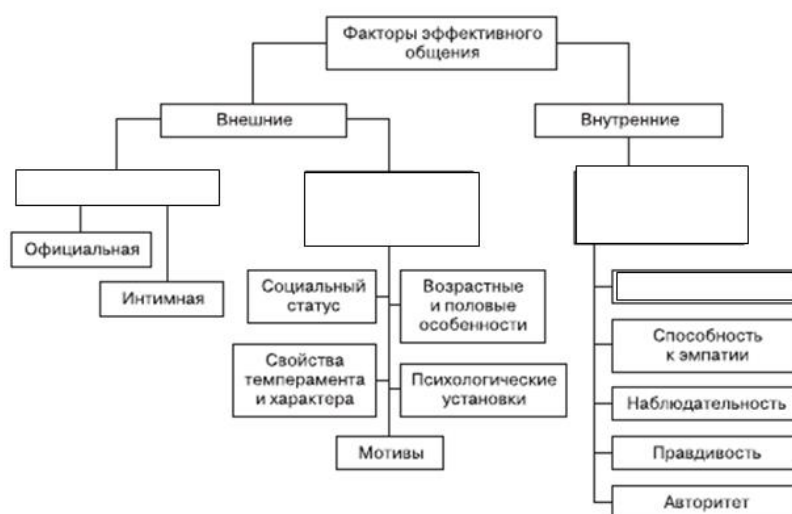 Факторы эффективного
общения
Внешние
Внутренние
Официальная
Интимная
Социальный
статус
Возрастные
и половые
особенности
Свойства
темперамента
и характера
Психологические
установки
Мотивы
Способность
к эмпатии
Наблюдательность
Правдивость
Авторитет